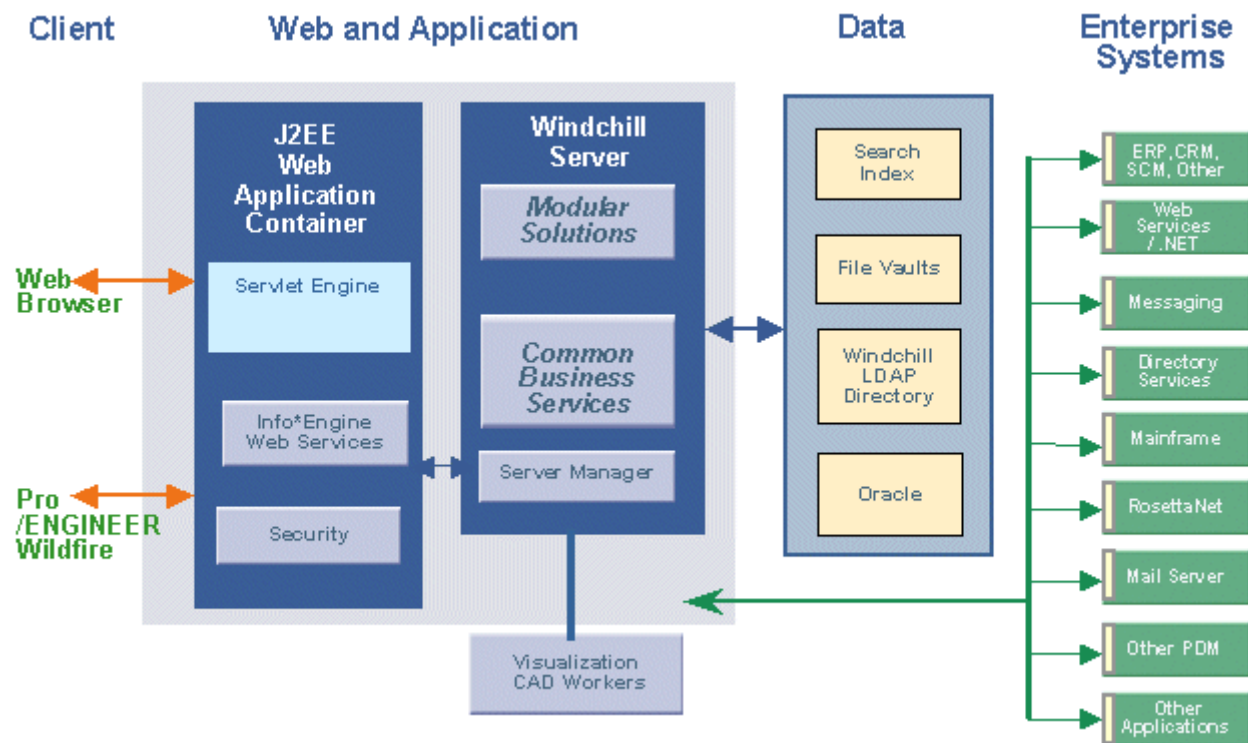 Client
Web and Application
Data
Enterprise
Systems
J2EE
Web
Application
Container
Servlet Engine
Info*Engine
Web Services
Security
Windchill
Server
Modular
Solutions
Common
Business
Services
Server Manager
Visualization
CAD Workers
Web
Browser
Pro
/ENGINEER
Wildfire
Search
Index
File Vaults
Windchill
LDAP
Directory
Oracle
ERP,CRM,
SCM, Other
Web
Services
/.NET
Messaging
Directory
Services
Mainframe
RosettaNet
Mail Server
Other PDM
Other
Applications